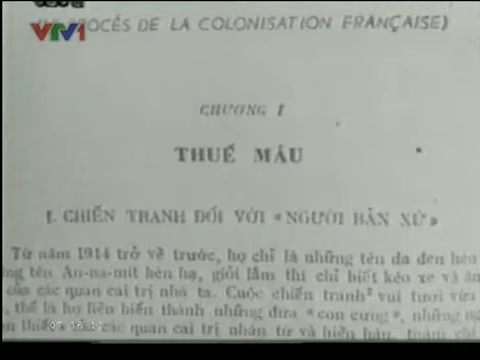 VTV1
PROCÈS DE LA COLONISATION FRANÇAISE)
CHƯƠNG I
THUẾ MÁU
I. CHIẾN TRANH ĐỐI VỚI «NGƯỜI BẢN XỨ»
Từ năm 1914 trở về trước, họ chỉ là những tên da đen hèn
tên An-na-mít hèn hạ, giỏi lắm thì chỉ biết kéo xe và ăn
của các quan cai trị nhà ta. Cuộc chiến tranh vui tươi vừa
thế là họ liền biến thành những đứa «con cưng», những
các quan cai trị nhân từ và hiền hậu,